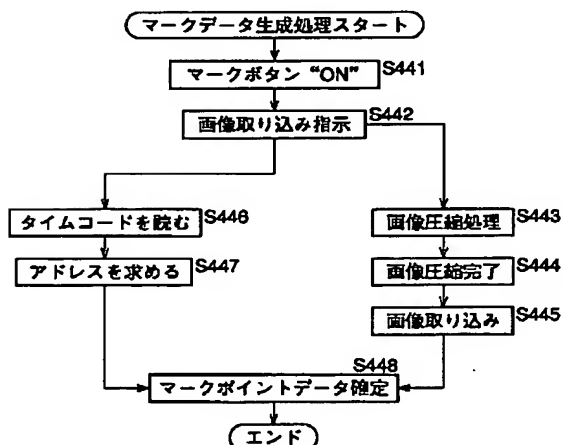 マークデータ生成処理スタート
マークボタン “ON” S441
画像取り込み指示 S442
タイムコードを読む S446
アドレスを求める S447
画像圧縮処理 S443
画像圧縮完了 S444
画像取り込み S445
S448
マークポイントデータ確定
エンド